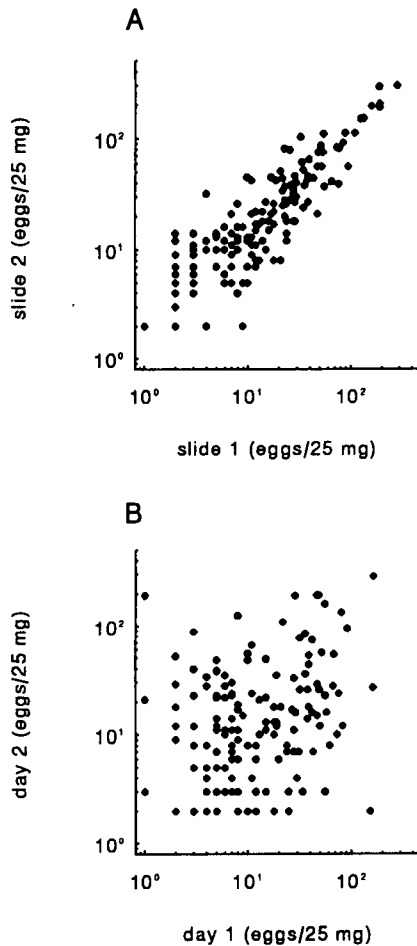 A
slide 2 (eggs/25 mg)
10²
10¹
10⁰
10⁰ 10¹ 10²
slide 1 (eggs/25 mg)
B
day 2 (eggs/25 mg)
10²
10¹
10⁰
10⁰ 10¹ 10²
day 1 (eggs/25 mg)